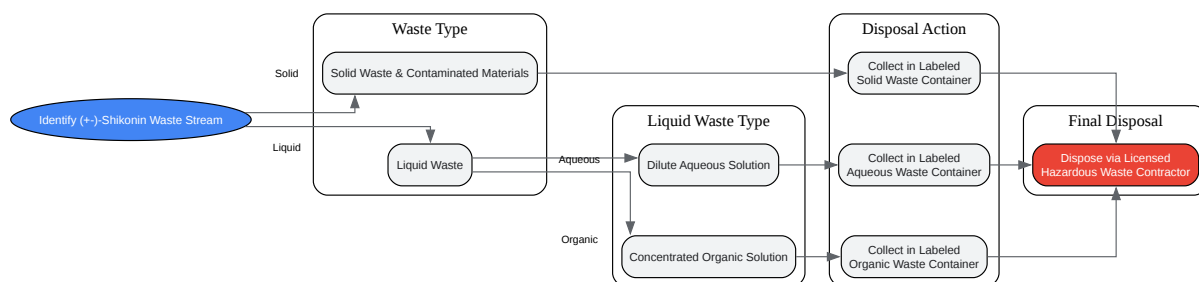 Waste Type
Disposal Action
Solid
Solid Waste & Contaminated Materials
Collect in Labeled
Solid Waste Container
Identify (+-)-Shikonin Waste Stream
Liquid Waste Type
Final Disposal
Liquid
Liquid Waste
Aqueous
Dilute Aqueous Solution
Collect in Labeled
Aqueous Waste Container
Dispose via Licensed
Hazardous Waste Contractor
Organic
Concentrated Organic Solution
Collect in Labeled
Organic Waste Container